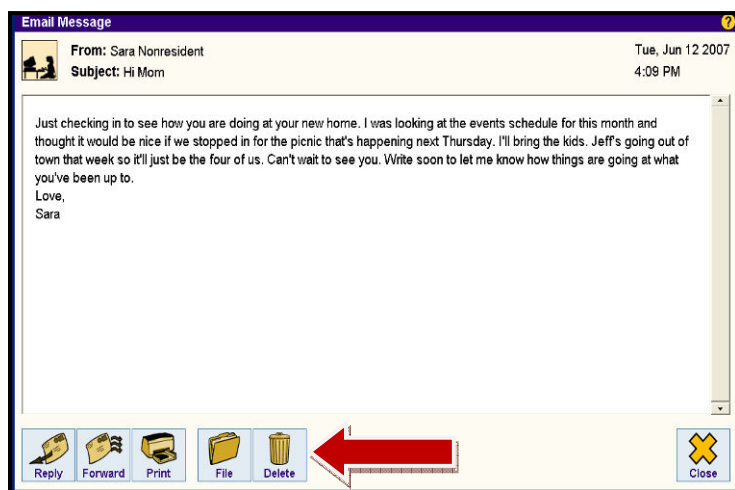 Email Message
?
From: Sara Nonresident
Tue, Jun 12 2007
Subject: Hi Mom
4:09 PM
Just checking in to see how you are doing at your new home. I was looking at the events schedule for this month and
thought it would be nice if we stopped in for the picnic that's happening next Thursday. I'll bring the kids. Jeff's going out of
town that week so it'll just be the four of us. Can't wait to see you. Write soon to let me know how things are going at what
you've been up to.
Love,
Sara
Reply
Forward
Print
File
Delete
Close